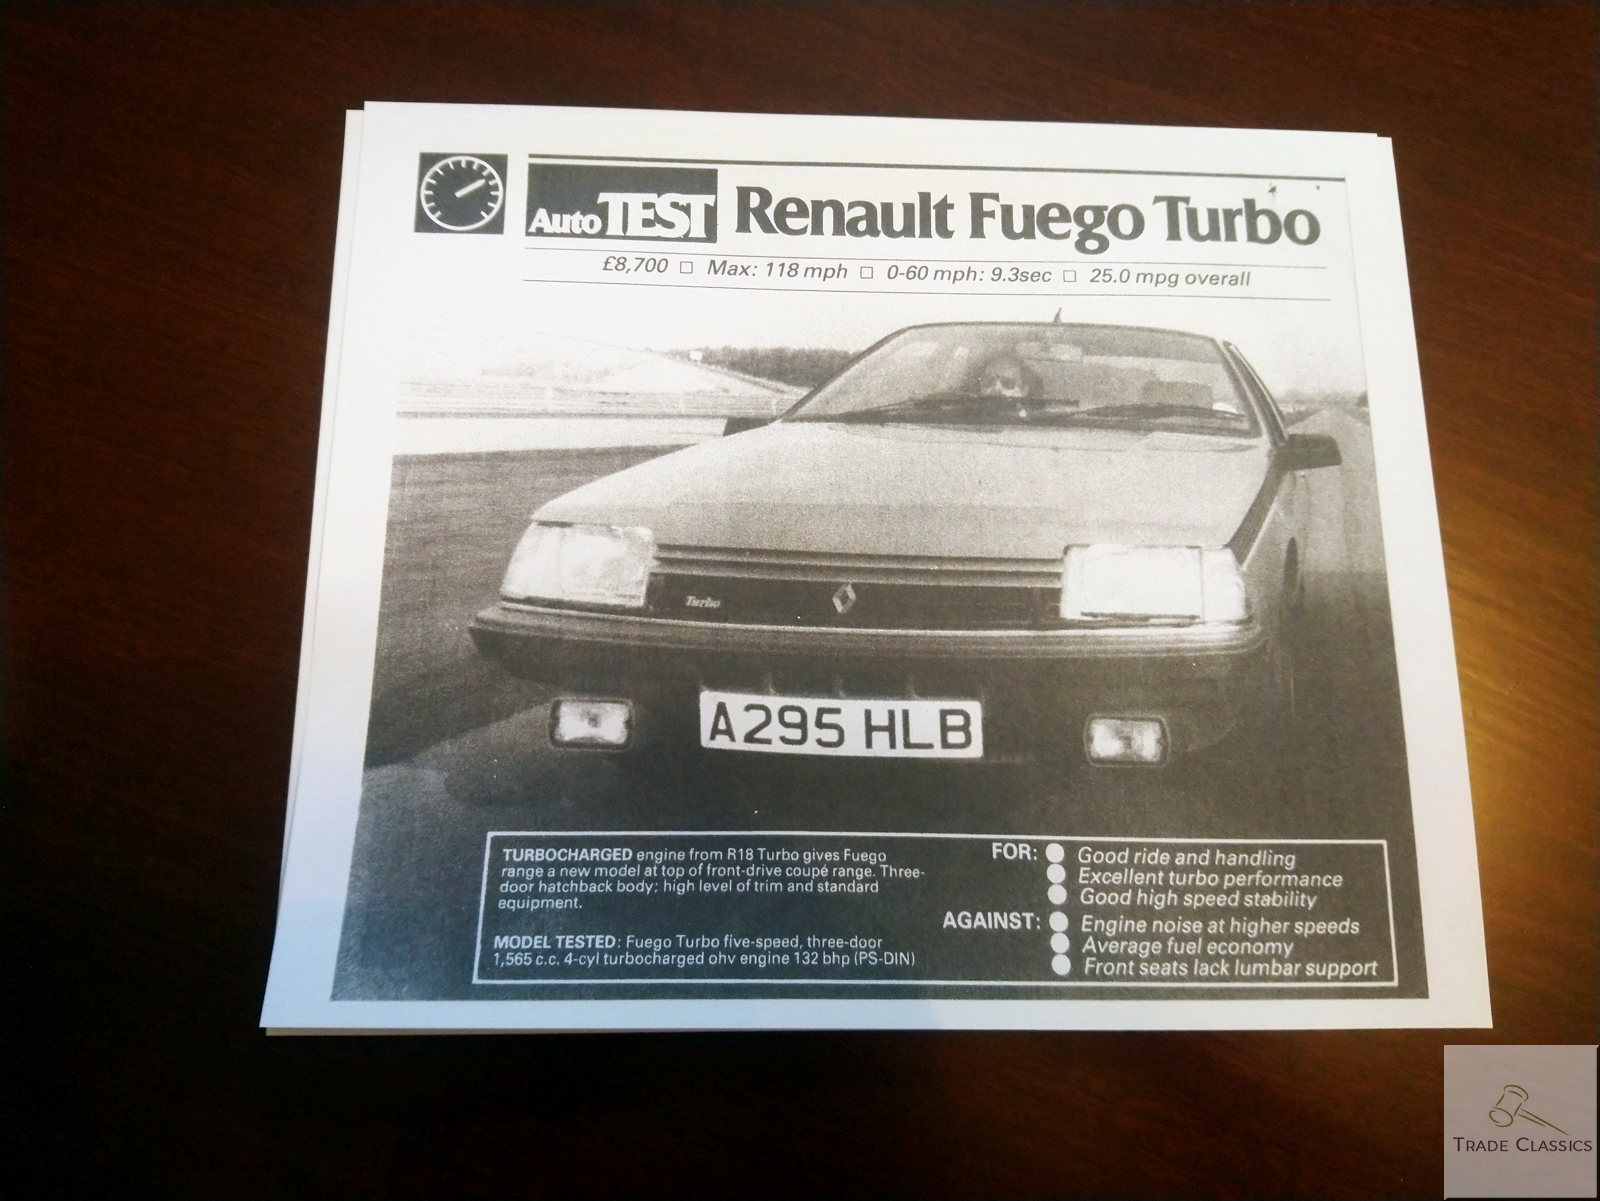 AutoTEST Renault Fuego Turbo
£8,700 □ Max: 118 mph □ 0-60 mph: 9.3sec □ 25.0 mpg overall
Turbo
A295 HLB
TURBOCHARGED engine from R18 Turbo gives Fuego
range a new model at top of front-drive coupé range. Three-
door hatchback body; high level of trim and standard
equipment.
MODEL TESTED: Fuego Turbo five-speed, three-door
1,565 c.c. 4-cyl turbocharged ohv engine 132 bhp (PS-DIN)
FOR: ● Good ride and handling
● Excellent turbo performance
● Good high speed stability
AGAINST: ● Engine noise at higher speeds
● Average fuel economy
● Front seats lack lumbar support
TRADE CLASSICS